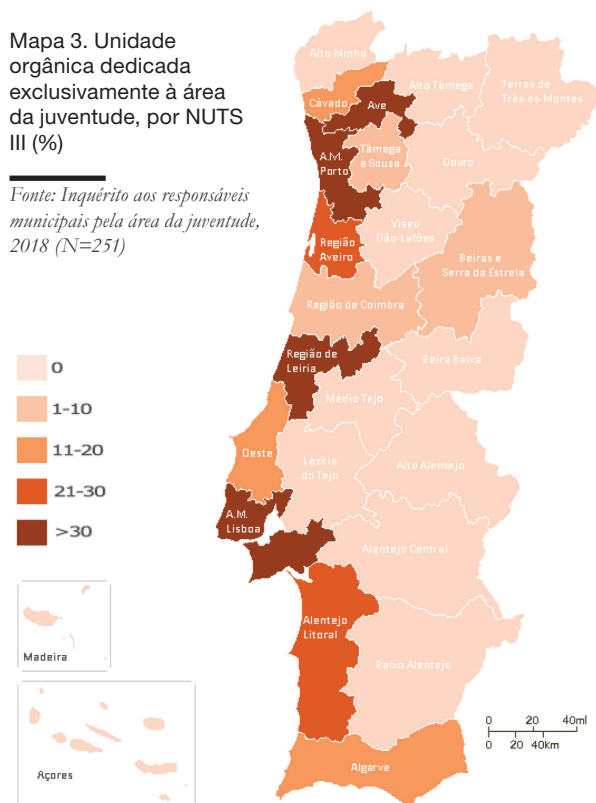 Mapa 3. Unidade
orgânica dedicada
exclusivamente à área
da juventude, por NUTS
III (%)
Fonte: Inquérito aos responsáveis
municipais pela área da juventude,
2018 (N=251)
Alto Minho
Alto Tâmega
Terras de
Trás-os-Montes
Cávado
Ave
A.M.
Porto
Tâmega
e Sousa
Douro
Viseu
Dão-Lafões
Região
Aveiro
Beiras e
Serra da Estrela
Região de Coimbra
Região de
Leiria
Beira Baixa
Médio Tejo
0
1-10
11-20
21-30
>30
Oeste
Lezíria
do Tejo
Alto Alentejo
A.M.
Lisboa
Alentejo Central
Alentejo
Litoral
Baixo Alentejo
Algarve
Madeira
Açores
0 20 40ml
0 20 40km